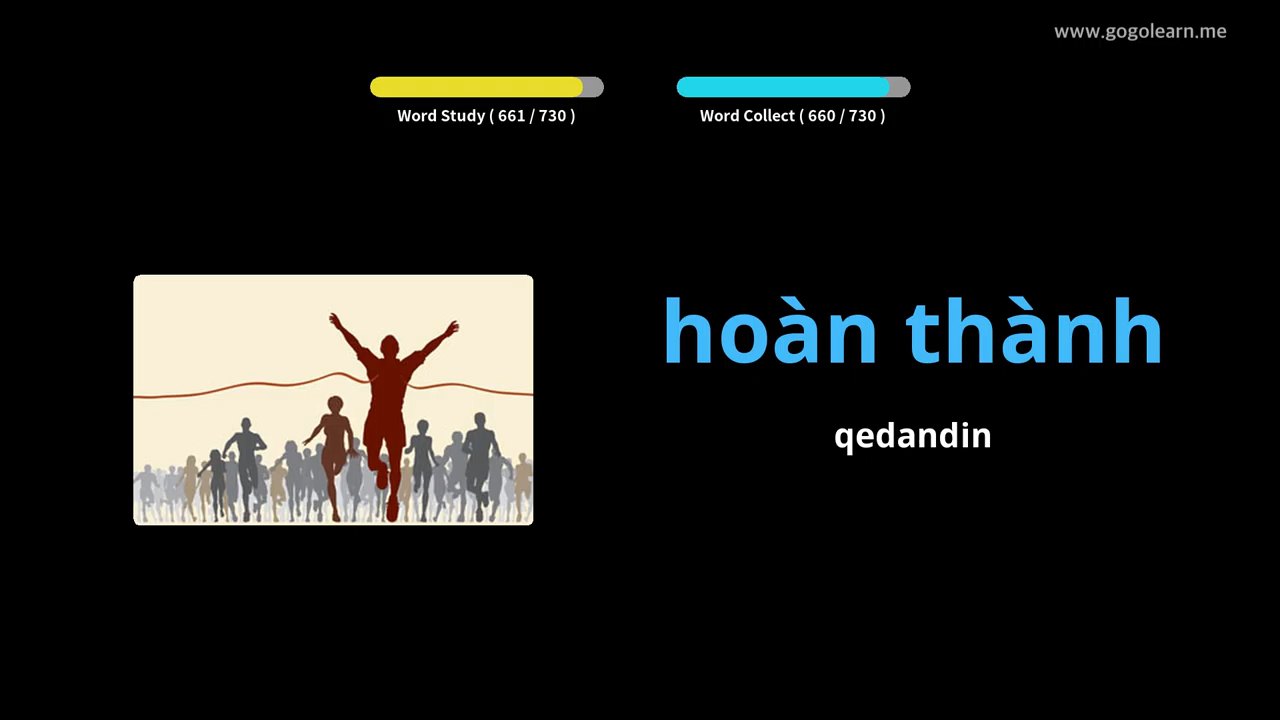 www.gogolearn.me
Word Study ( 661 / 730 )
Word Collect ( 660 / 730 )
hoàn thành
qedandin